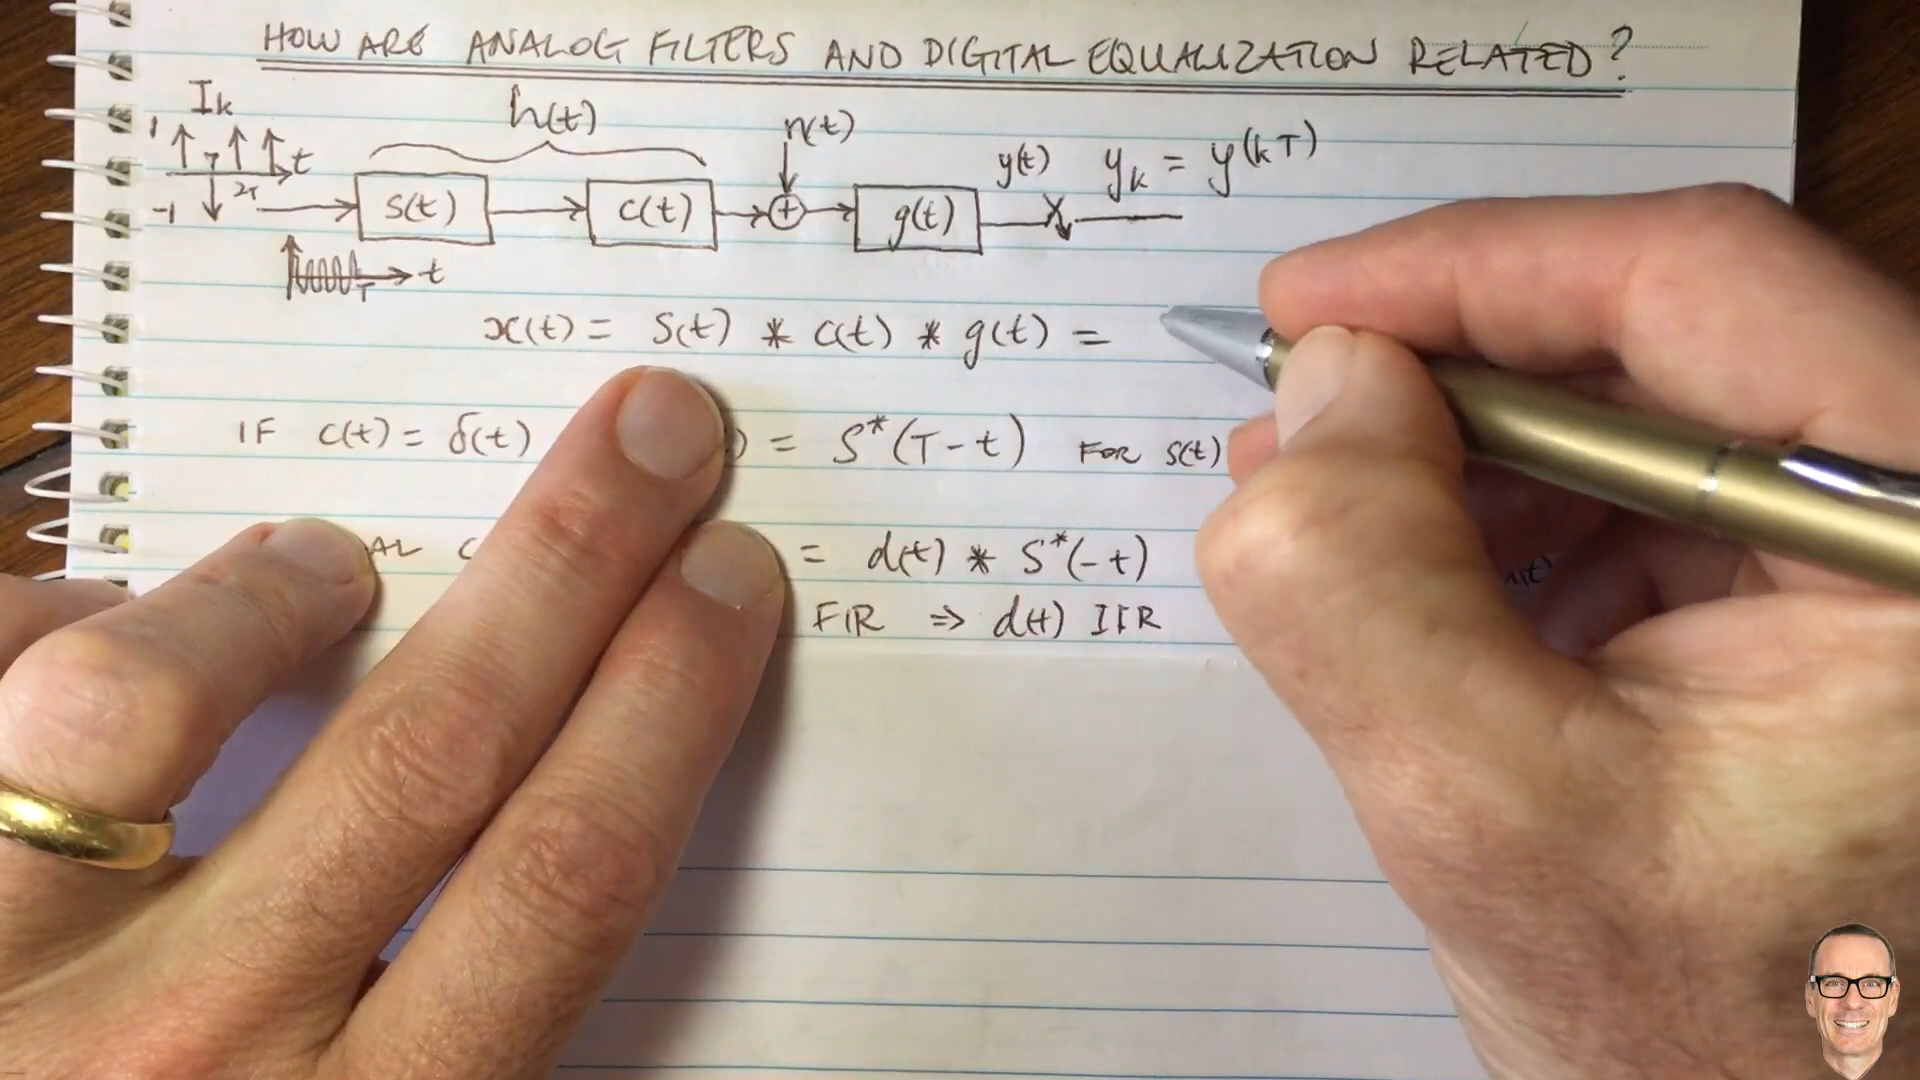 HOW ARE ANALOG FILTERS AND DIGITAL EQUALIZATION RELATED?
Ik h(t) n(t)
1 t y(t) yk = y(kT)
-1 T 2T s(t) c(t) + g(t)
T t
x(t) = s(t) * c(t) * g(t) =
IF c(t) = δ(t) ) = S*(T-t) FOR s(t)
= d(t) * S*(-t)
FIR ⇒ d(t) IIR